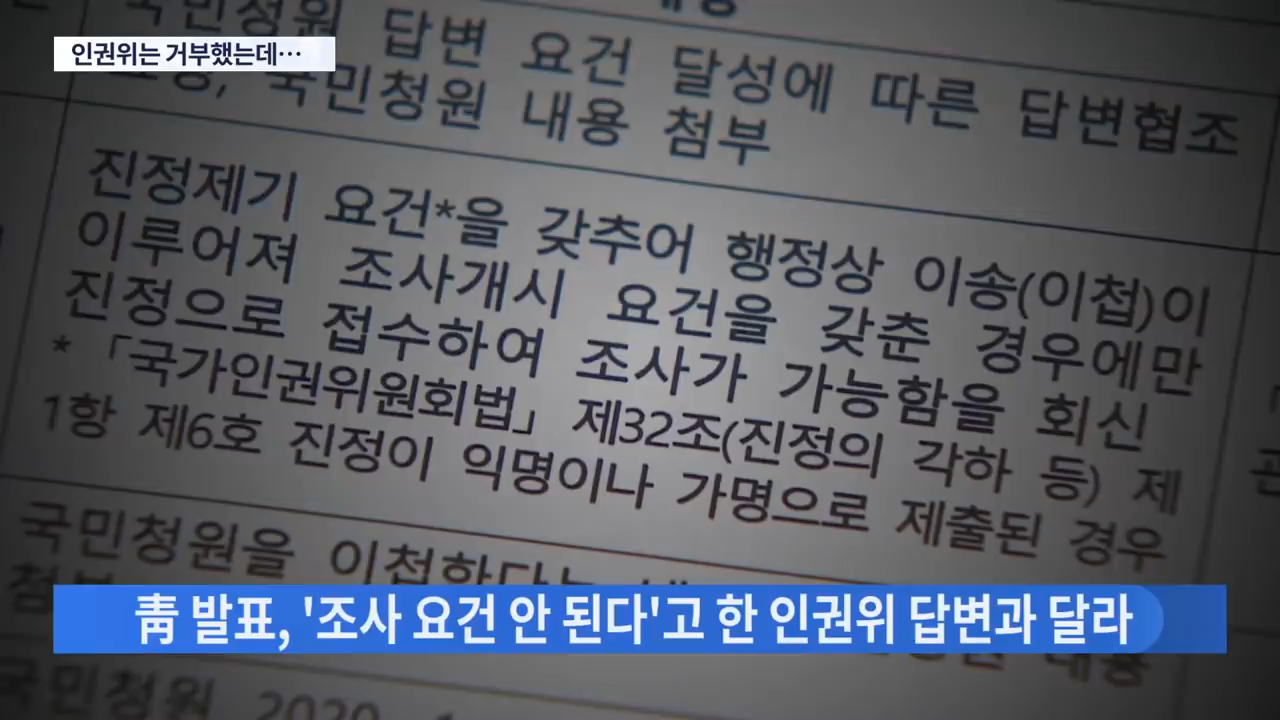 인권위는 거부했는데…
국민청원 답변 요건 달성에 따른 답변협조
국민청원 내용 첨부
진정제기 요건*을 갖추어 행정상 이송(이첩)이
이루어져 조사개시 요건을 갖춘 경우에만
진정으로 접수하여 조사가 가능함을 회신
* 「국가인권위원회법」 제32조(진정의 각하 등) 제
1항 제6호 진정이 익명이나 가명으로 제출된 경우
국민청원을
靑 발표, '조사 요건 안 된다'고 한 인권위 답변과 달라
국민청원 2020